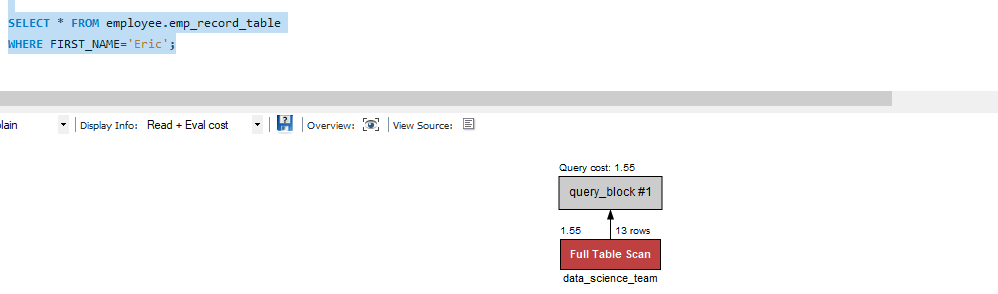 SELECT * FROM employee.emp_record_table
WHERE FIRST_NAME='Eric';
lain Display Info: Read + Eval cost Overview: View Source:
Query cost: 1.55
query_block #1
1.55 13 rows
Full Table Scan
data_science_team